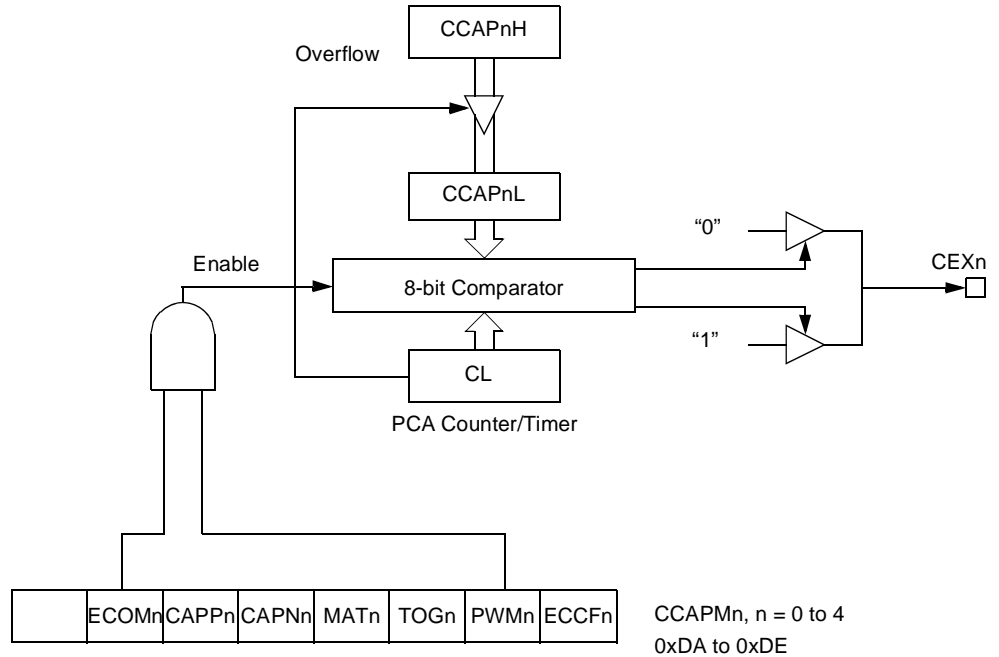 CCAPnH
Overflow
CCAPnL
“0”
Enable
CEXn
8-bit Comparator
“1”
CL
PCA Counter/Timer
ECOMn CAPPn CAPNn MATn TOGn PWMn ECCFn
CCAPMn, n = 0 to 4
0xDA to 0xDE